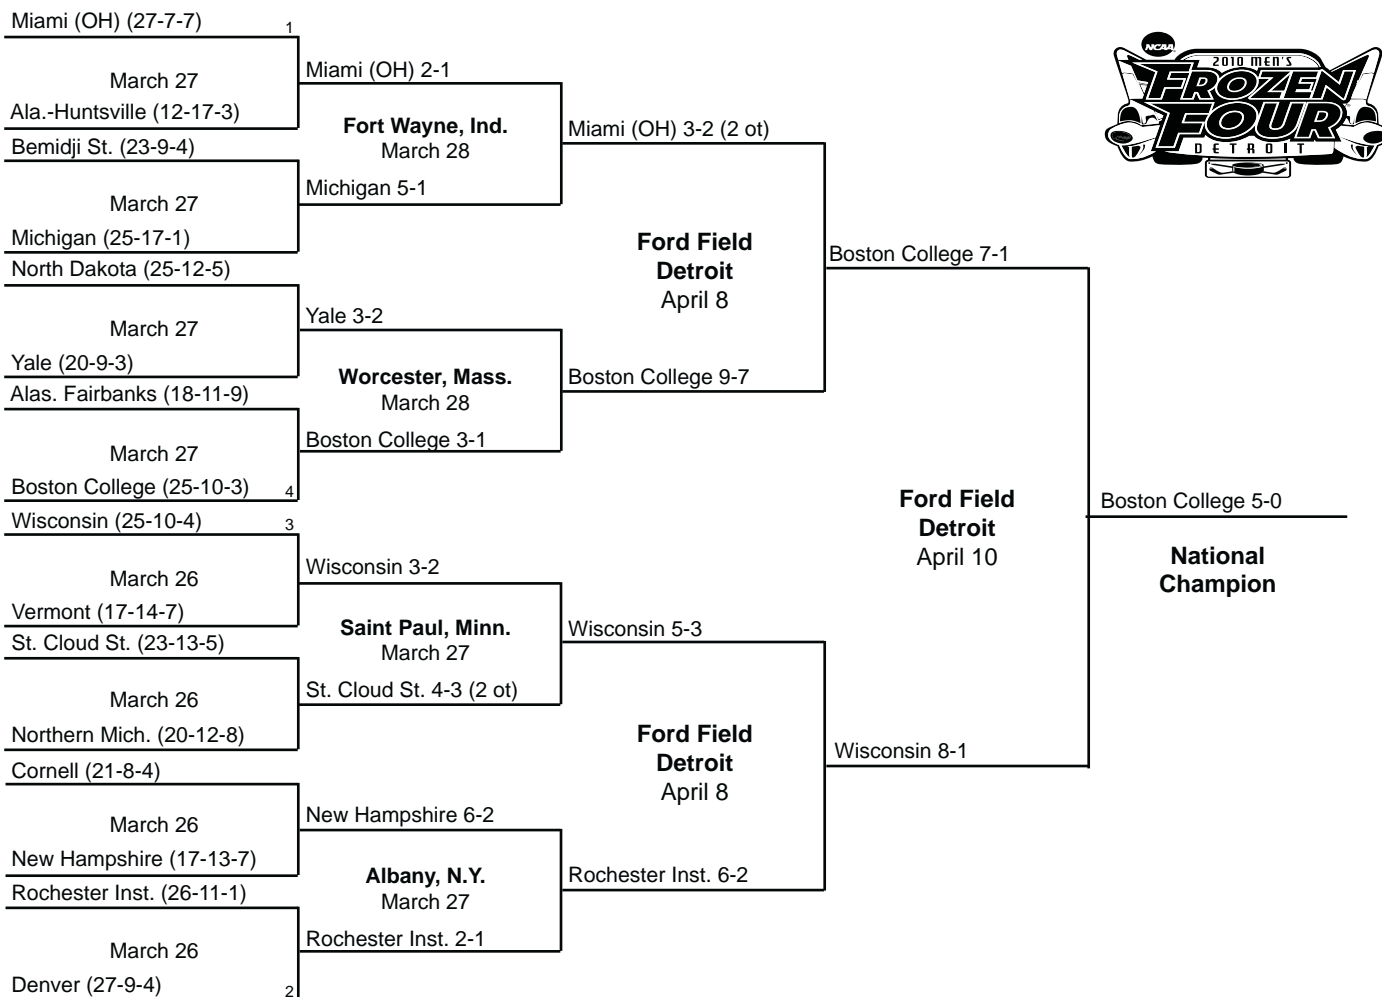 Miami (OH) (27-7-7)
1
March 27
Ala.-Huntsville (12-17-3)
Bemidji St. (23-9-4)
March 27
Michigan (25-17-1)
North Dakota (25-12-5)
March 27
Yale (20-9-3)
Alas. Fairbanks (18-11-9)
March 27
Boston College (25-10-3)
4
Wisconsin (25-10-4)
3
March 26
Vermont (17-14-7)
St. Cloud St. (23-13-5)
March 26
Northern Mich. (20-12-8)
Cornell (21-8-4)
March 26
New Hampshire (17-13-7)
Rochester Inst. (26-11-1)
March 26
Denver (27-9-4)
2
Miami (OH) 2-1
Fort Wayne, Ind.
March 28
Michigan 5-1
Yale 3-2
Worcester, Mass.
March 28
Boston College 3-1
Wisconsin 3-2
Saint Paul, Minn.
March 27
St. Cloud St. 4-3 (2 ot)
New Hampshire 6-2
Albany, N.Y.
March 27
Rochester Inst. 2-1
Miami (OH) 3-2 (2 ot)
Ford Field
Detroit
April 8
Boston College 9-7
Wisconsin 5-3
Ford Field
Detroit
April 8
Rochester Inst. 6-2
Boston College 7-1
Ford Field
Detroit
April 10
Wisconsin 8-1
Boston College 5-0
National
Champion
NCAA
2010 MEN'S
FROZEN
FOUR
DETROIT